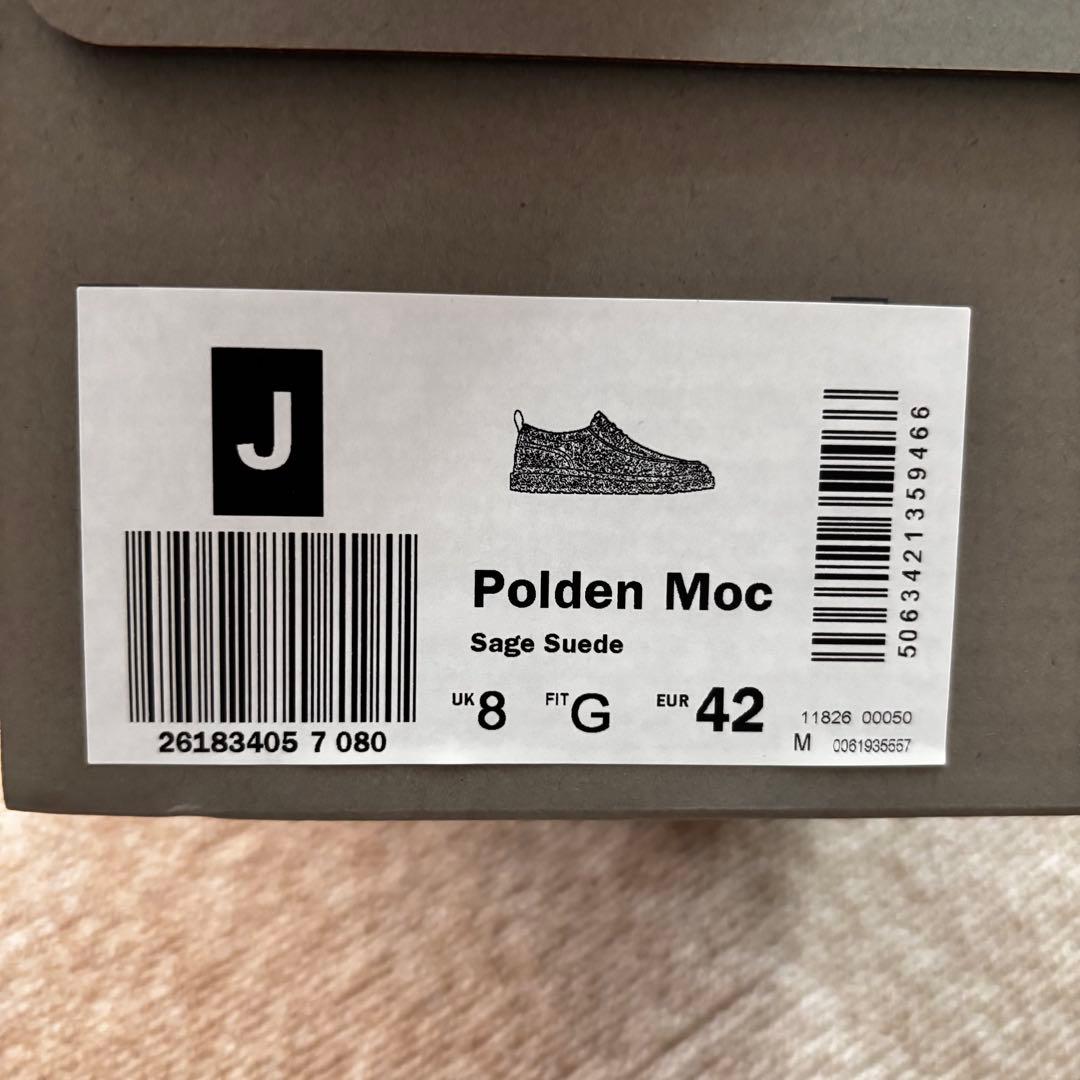 J
26183405 7 080
Polden Moc
Sage Suede
UK 8 FIT G EUR 42
5063421359466
11826 00050
M 0061935557